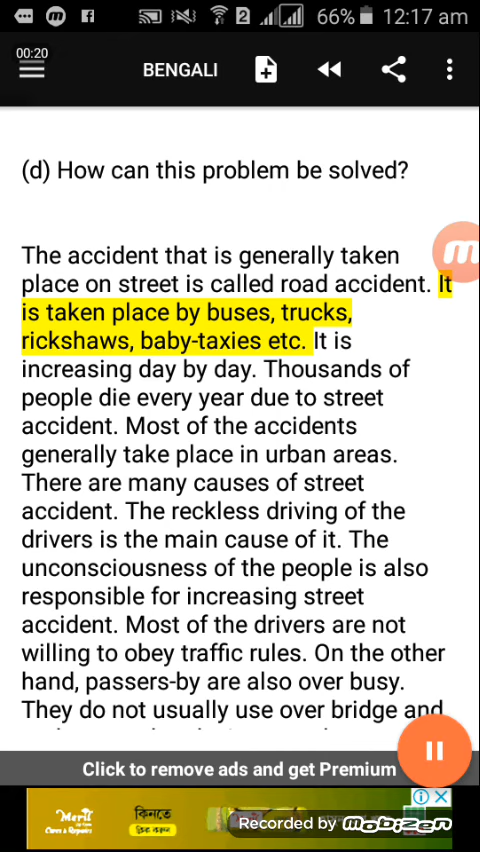 66% 12:17 am
00:20
BENGALI
(d) How can this problem be solved?
The accident that is generally taken
place on street is called road accident. It
is taken place by buses, trucks,
rickshaws, baby-taxies etc. It is
increasing day by day. Thousands of
people die every year due to street
accident. Most of the accidents
generally take place in urban areas.
There are many causes of street
accident. The reckless driving of the
drivers is the main cause of it. The
unconsciousness of the people is also
responsible for increasing street
accident. Most of the drivers are not
willing to obey traffic rules. On the other
hand, passers-by are also over busy.
They do not usually use over bridge and
Click to remove ads and get Premium
Meril
Cares & Repairs
কিনতে
Recorded by mobizen